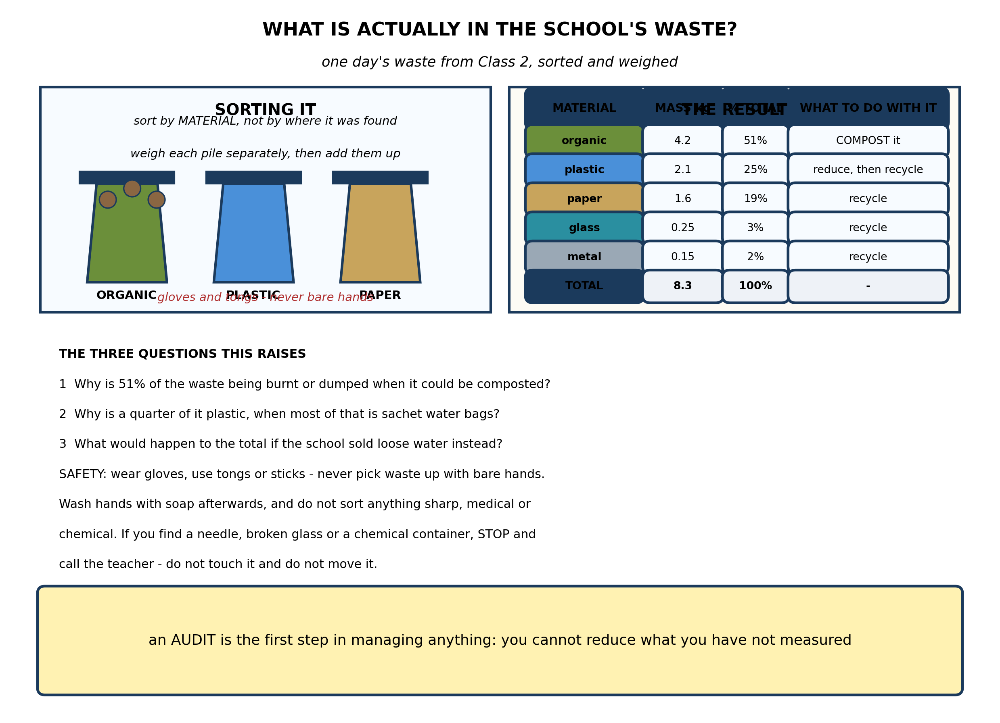 WHAT IS ACTUALLY IN THE SCHOOL'S WASTE?
one day's waste from Class 2, sorted and weighed
SORTING IT
sort by MATERIAL, not by where it was found
weigh each pile separately, then add them up
ORGANIC PLASTIC PAPER
gloves and tongs - never bare hands
THE RESULT
MATERIAL MASS kg % TOTAL WHAT TO DO WITH IT
organic 4.2 51% COMPOST it
plastic 2.1 25% reduce, then recycle
paper 1.6 19% recycle
glass 0.25 3% recycle
metal 0.15 2% recycle
TOTAL 8.3 100% -
THE THREE QUESTIONS THIS RAISES
1 Why is 51% of the waste being burnt or dumped when it could be composted?
2 Why is a quarter of it plastic, when most of that is sachet water bags?
3 What would happen to the total if the school sold loose water instead?
SAFETY: wear gloves, use tongs or sticks - never pick waste up with bare hands.
Wash hands with soap afterwards, and do not sort anything sharp, medical or
chemical. If you find a needle, broken glass or a chemical container, STOP and
call the teacher - do not touch it and do not move it.
an AUDIT is the first step in managing anything: you cannot reduce what you have not measured